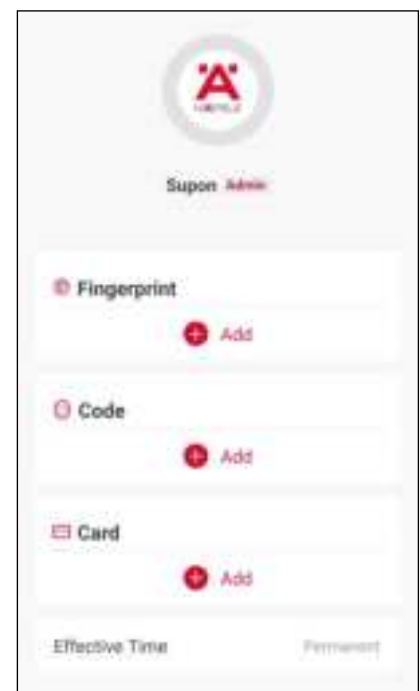 Supon Admin
Fingerprint
Add
Code
Add
Card
Add
Effective Time Permanent